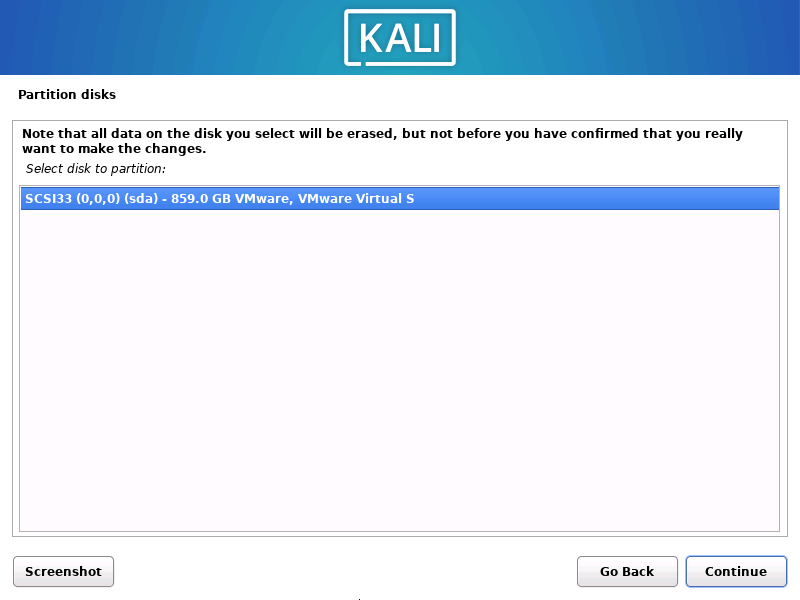 KALI
Partition disks
Note that all data on the disk you select will be erased, but not before you have confirmed that you really
want to make the changes.
Select disk to partition:
SCSI33 (0,0,0) (sda) - 859.0 GB VMware, VMware Virtual S
Screenshot
Go Back
Continue